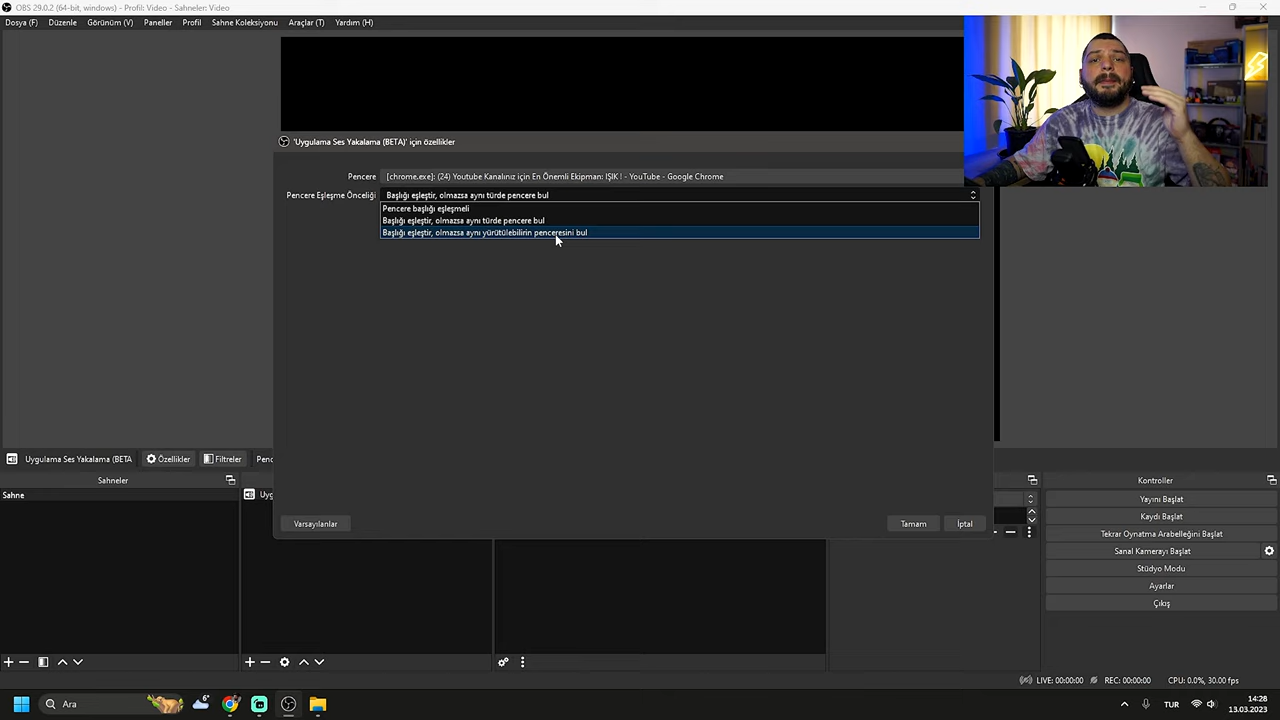 OBS 29.0.2 (64-bit, windows) - Profil: Video - Sahneler: Video
Dosya (F) Düzenle Görünüm (V) Paneller Profil Sahne Koleksiyonu Araçlar (T) Yardım (H)
'Uygulama Ses Yakalama (BETA)' için özellikler
Pencere [chrome.exe]: (24) Youtube Kanalınız için En Önemli Ekipman: IŞIK ! - YouTube - Google Chrome
Pencere Eşleşme Önceliği Başlığı eşleştir, olmazsa aynı türde pencere bul
Pencere başlığı eşleşmeli
Başlığı eşleştir, olmazsa aynı türde pencere bul
Başlığı eşleştir, olmazsa aynı yürütülebilirin penceresini bul
Uygulama Ses Yakalama (BETA Özellikler Filtreler Penc
Sahneler Kontroller
Sahne Uyg
Yayını Başlat
Kaydı Başlat
Varsayılanlar Tamam İptal
Tekrar Oynatma Arabelleğini Başlat
Sanal Kamerayı Başlat
Stüdyo Modu
Ayarlar
Çıkış
LIVE: 00:00:00 REC: 00:00:00 CPU: 0.0%, 30.00 fps
Ara 6° TUR 14:28
13.03.2023